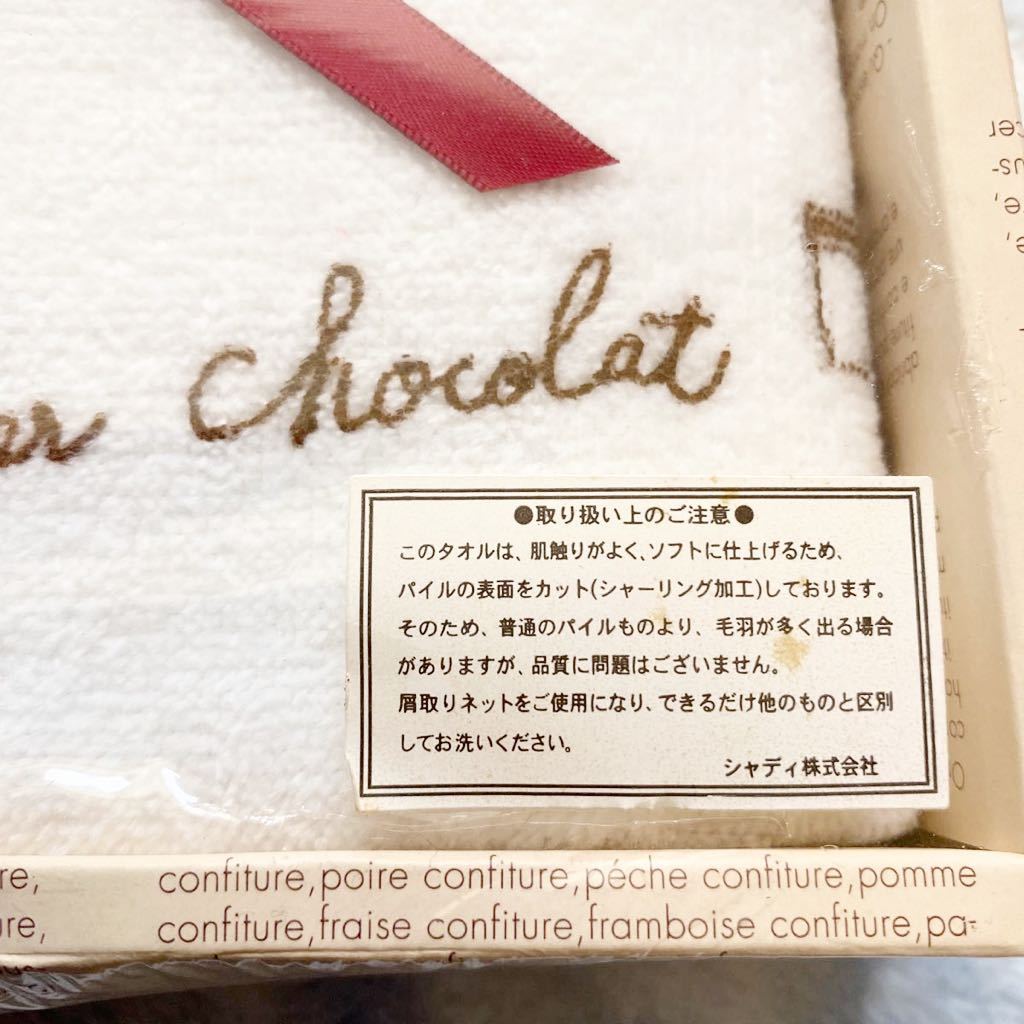 chocolat
●取り扱い上のご注意●
このタオルは、肌触りがよく、ソフトに仕上げるため、
パイルの表面をカット(シャーリング加工)しております。
そのため、普通のパイルものより、毛羽が多く出る場合
がありますが、品質に問題はございません。
屑取りネットをご使用になり、できるだけ他のものと区別
してお洗いください。
シャディ株式会社
re, confiture,poire confiture,péche confiture,pomme
ure, confiture,fraise confiture,framboise confiture,pa-